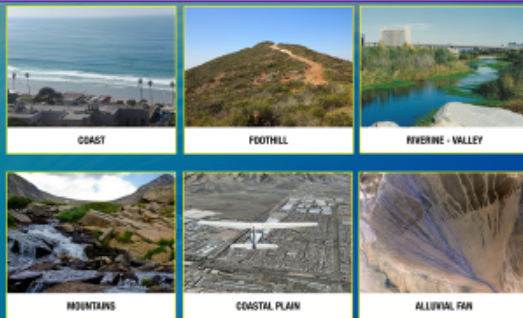 COAST
FOOTHILL
RIVERINE - VALLEY
MOUNTAINS
COASTAL PLAIN
ALLUVIAL FAN